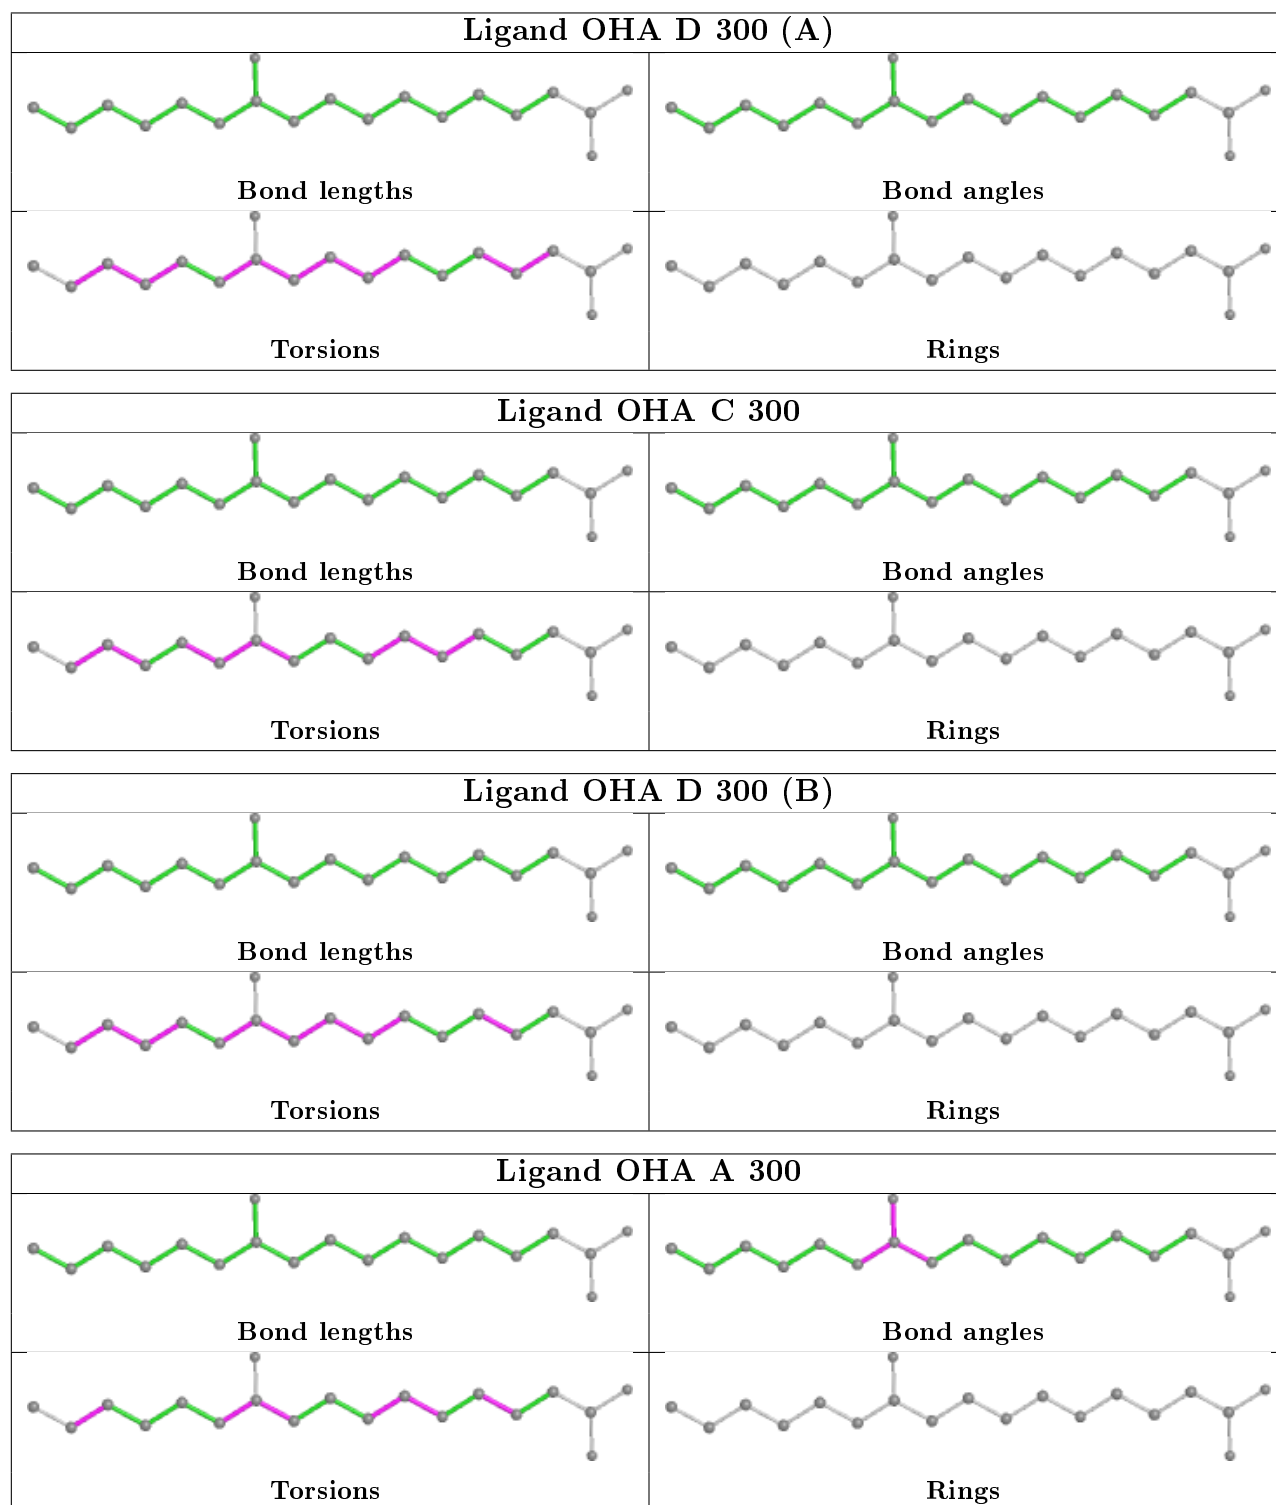 Ligand OHA D 300 (A)
Bond lengths
Bond angles
Torsions
Rings
Ligand OHA C 300
Bond lengths
Bond angles
Torsions
Rings
Ligand OHA D 300 (B)
Bond lengths
Bond angles
Torsions
Rings
Ligand OHA A 300
Bond lengths
Bond angles
Torsions
Rings